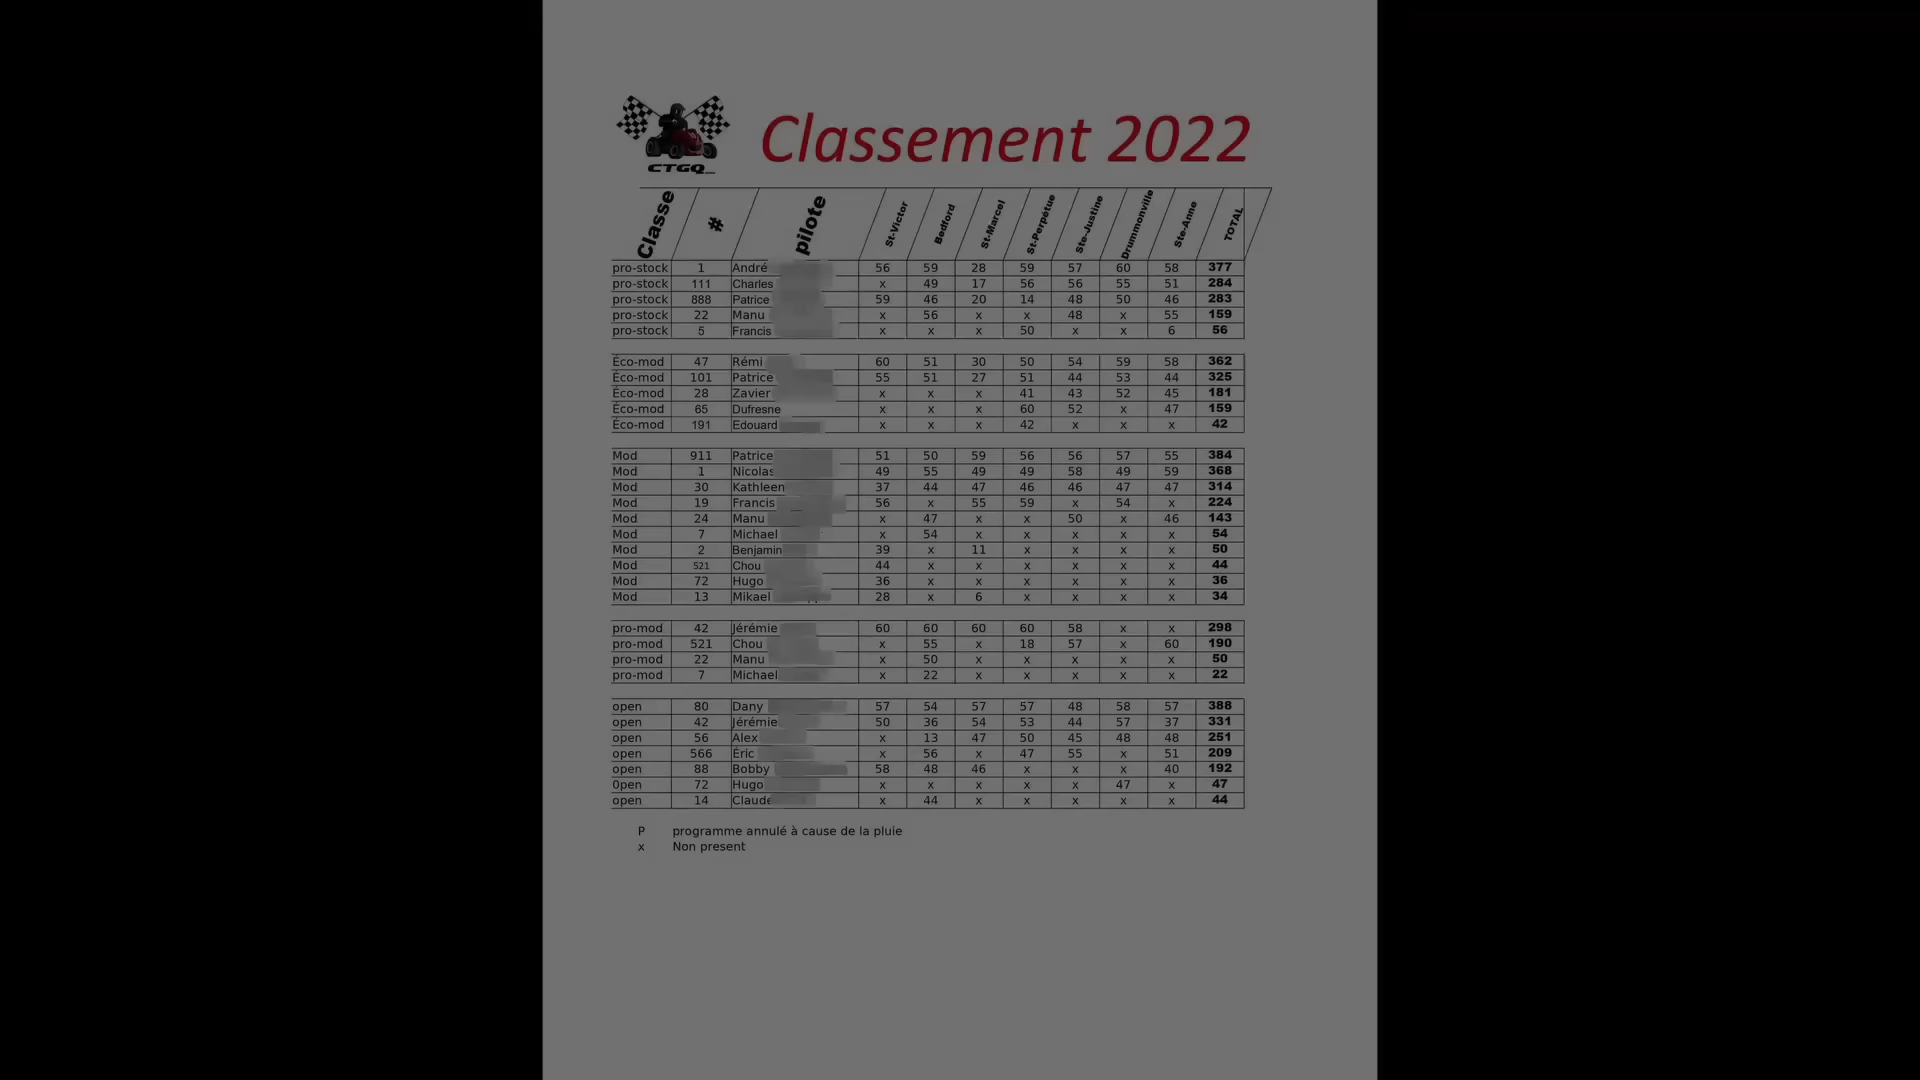 CTGQ
Classement 2022
Classe # pilote St-Victor Bedford St-Marcel St-Perpétue Ste-Justine Drummonville Ste-Anne TOTAL
pro-stock 1 André 56 59 28 59 57 60 58 377
pro-stock 111 Charles x 49 17 56 56 55 51 284
pro-stock 888 Patrice 59 46 20 14 48 50 46 283
pro-stock 22 Manu x 56 x x 48 x 55 159
pro-stock 5 Francis x x x 50 x x 6 56
Éco-mod 47 Rémi 60 51 30 50 54 59 58 362
Éco-mod 101 Patrice 55 51 27 51 44 53 44 325
Éco-mod 28 Zavier x x x 41 43 52 45 181
Éco-mod 65 Dufresne x x x 60 52 x 47 159
Éco-mod 191 Edouard x x x 42 x x x 42
Mod 911 Patrice 51 50 59 56 56 57 55 384
Mod 1 Nicolas 49 55 49 49 58 49 59 368
Mod 30 Kathleen 37 44 47 46 46 47 47 314
Mod 19 Francis 56 x 55 59 x 54 x 224
Mod 24 Manu x 47 x x 50 x 46 143
Mod 7 Michael x 54 x x x x x 54
Mod 2 Benjamin 39 x 11 x x x x 50
Mod 521 Chou 44 x x x x x x 44
Mod 72 Hugo 36 x x x x x x 36
Mod 13 Mikael 28 x 6 x x x x 34
pro-mod 42 Jérémie 60 60 60 60 58 x x 298
pro-mod 521 Chou x 55 x 18 57 x 60 190
pro-mod 22 Manu x 50 x x x x x 50
pro-mod 7 Michael x 22 x x x x x 22
open 80 Dany 57 54 57 57 48 58 57 388
open 42 Jérémie 50 36 54 53 44 57 37 331
open 56 Alex x 13 47 50 45 48 48 251
open 566 Éric x 56 x 47 55 x 51 209
open 88 Bobby 58 48 46 x x x 40 192
0pen 72 Hugo x x x x x 47 x 47
open 14 Claude x 44 x x x x x 44
P programme annulé à cause de la pluie
x Non present